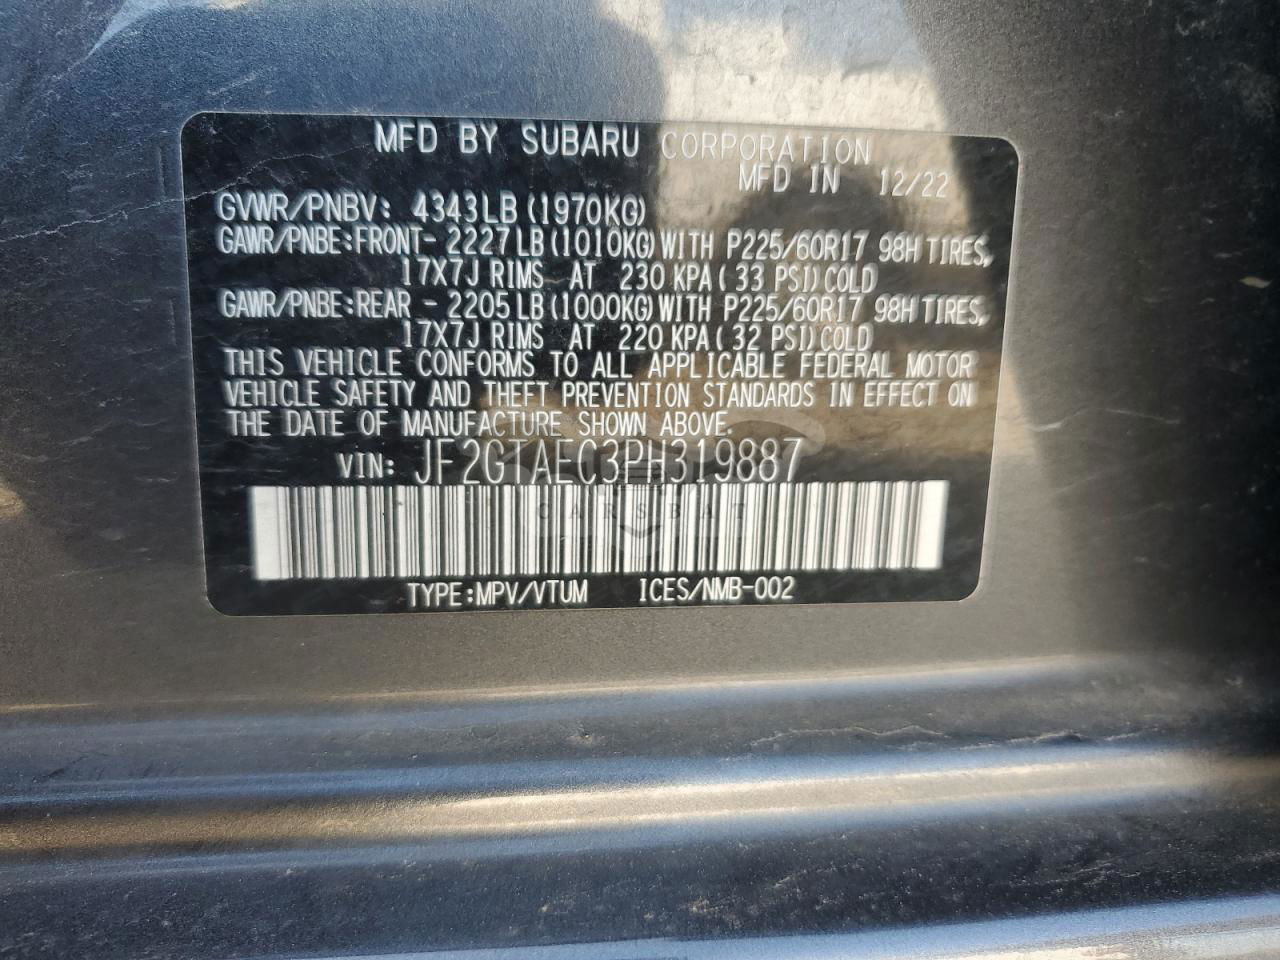 MFD BY SUBARU CORPORATION
MFD IN 12/22
GVWR/PNBV: 4343LB(1970KG)
GAWR/PNBE:FRONT- 2227LB(1010KG)WITH P225/60R17 98H TIRES,
17X7J RIMS AT 230 KPA(33 PSI)COLD
GAWR/PNBE:REAR - 2205LB(1000KG)WITH P225/60R17 98H TIRES,
17X7J RIMS AT 220 KPA(32 PSI)COLD
THIS VEHICLE CONFORMS TO ALL APPLICABLE FEDERAL MOTOR
VEHICLE SAFETY AND THEFT PREVENTION STANDARDS IN EFFECT ON
THE DATE OF MANUFACTURE SHOWN ABOVE.
VIN: JF2GTAEC3PH319887
CARSBAT
TYPE:MPV/VTUM ICES/NMB-002